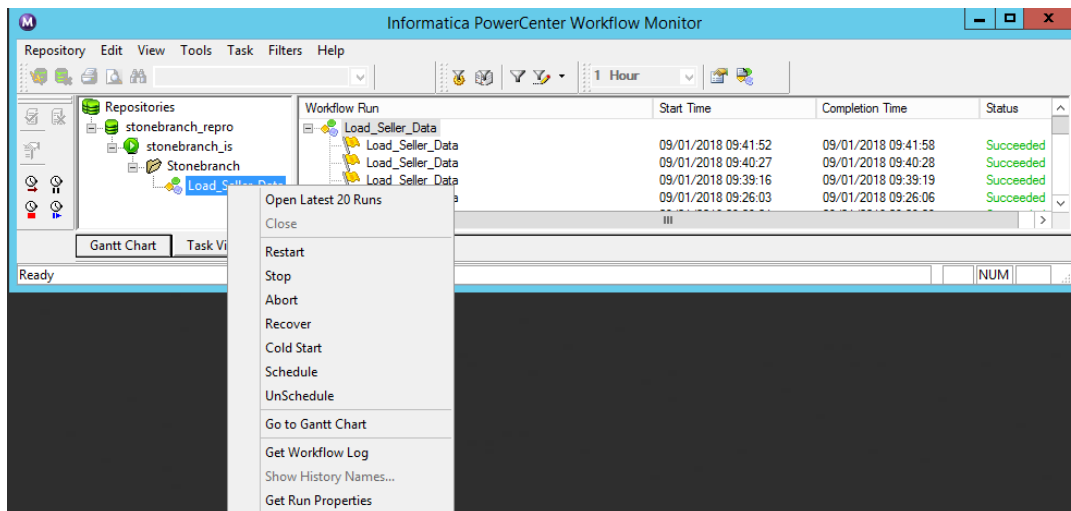 M
Informatica PowerCenter Workflow Monitor
Repository Edit View Tools Task Filters Help
1 Hour
Repositories
stonebranch_repro
stonebranch_is
Stonebranch
Load_Seller_Data
Workflow Run Start Time Completion Time Status
Load_Seller_Data
Load_Seller_Data 09/01/2018 09:41:52 09/01/2018 09:41:58 Succeeded
Load_Seller_Data 09/01/2018 09:40:27 09/01/2018 09:40:28 Succeeded
Load_Seller_Data 09/01/2018 09:39:16 09/01/2018 09:39:19 Succeeded
a 09/01/2018 09:26:03 09/01/2018 09:26:06 Succeeded
Gantt Chart Task Vi
Ready NUM
Open Latest 20 Runs
Close
Restart
Stop
Abort
Recover
Cold Start
Schedule
UnSchedule
Go to Gantt Chart
Get Workflow Log
Show History Names...
Get Run Properties